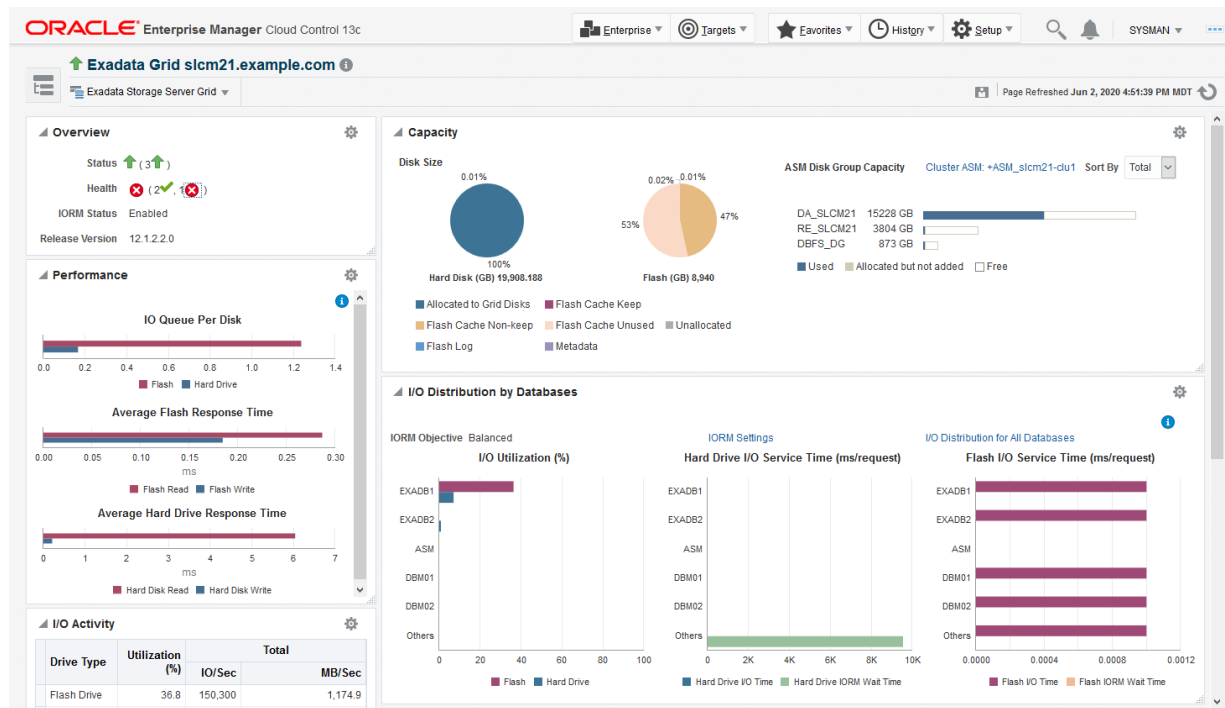 ORACLE Enterprise Manager Cloud Control 13c
Enterprise Targets Favorites History Setup SYSMAN
Exadata Grid slcm21.example.com
Exadata Storage Server Grid
Page Refreshed Jun 2, 2020 4:51:39 PM MDT
Overview
Status (3 )
Health (2 , 1 )
IORM Status Enabled
Release Version 12.1.2.2.0
Performance
IO Queue Per Disk
0.0 0.2 0.4 0.6 0.8 1.0 1.2 1.4
Flash Hard Drive
Average Flash Response Time
0.00 0.05 0.10 0.15 0.20 0.25 0.30
ms
Flash Read Flash Write
Average Hard Drive Response Time
0 1 2 3 4 5 6 7
ms
Hard Disk Read Hard Disk Write
I/O Activity
Drive Type Utilization (%) Total
IO/Sec MB/Sec
Flash Drive 36.8 150,300 1,174.9
Capacity
Disk Size
0.01%
100%
Hard Disk (GB) 19,908.188
0.02% 0.01%
53% 47%
Flash (GB) 8,940
Allocated to Grid Disks Flash Cache Keep
Flash Cache Non-keep Flash Cache Unused Unallocated
Flash Log Metadata
ASM Disk Group Capacity Cluster ASM: +ASM_slcm21-clu1 Sort By Total
DA_SLCM21 15228 GB
RE_SLCM21 3804 GB
DBFS_DG 873 GB
Used Allocated but not added Free
I/O Distribution by Databases
IORM Objective Balanced IORM Settings I/O Distribution for All Databases
I/O Utilization (%)
EXADB1
EXADB2
ASM
DBM01
DBM02
Others
0 20 40 60 80 100
Flash Hard Drive
Hard Drive I/O Service Time (ms/request)
EXADB1
EXADB2
ASM
DBM01
DBM02
Others
0 2K 4K 6K 8K 10K
Hard Drive I/O Time Hard Drive IORM Wait Time
Flash I/O Service Time (ms/request)
EXADB1
EXADB2
ASM
DBM01
DBM02
Others
0.0000 0.0004 0.0008 0.0012
Flash I/O Time Flash IORM Wait Time